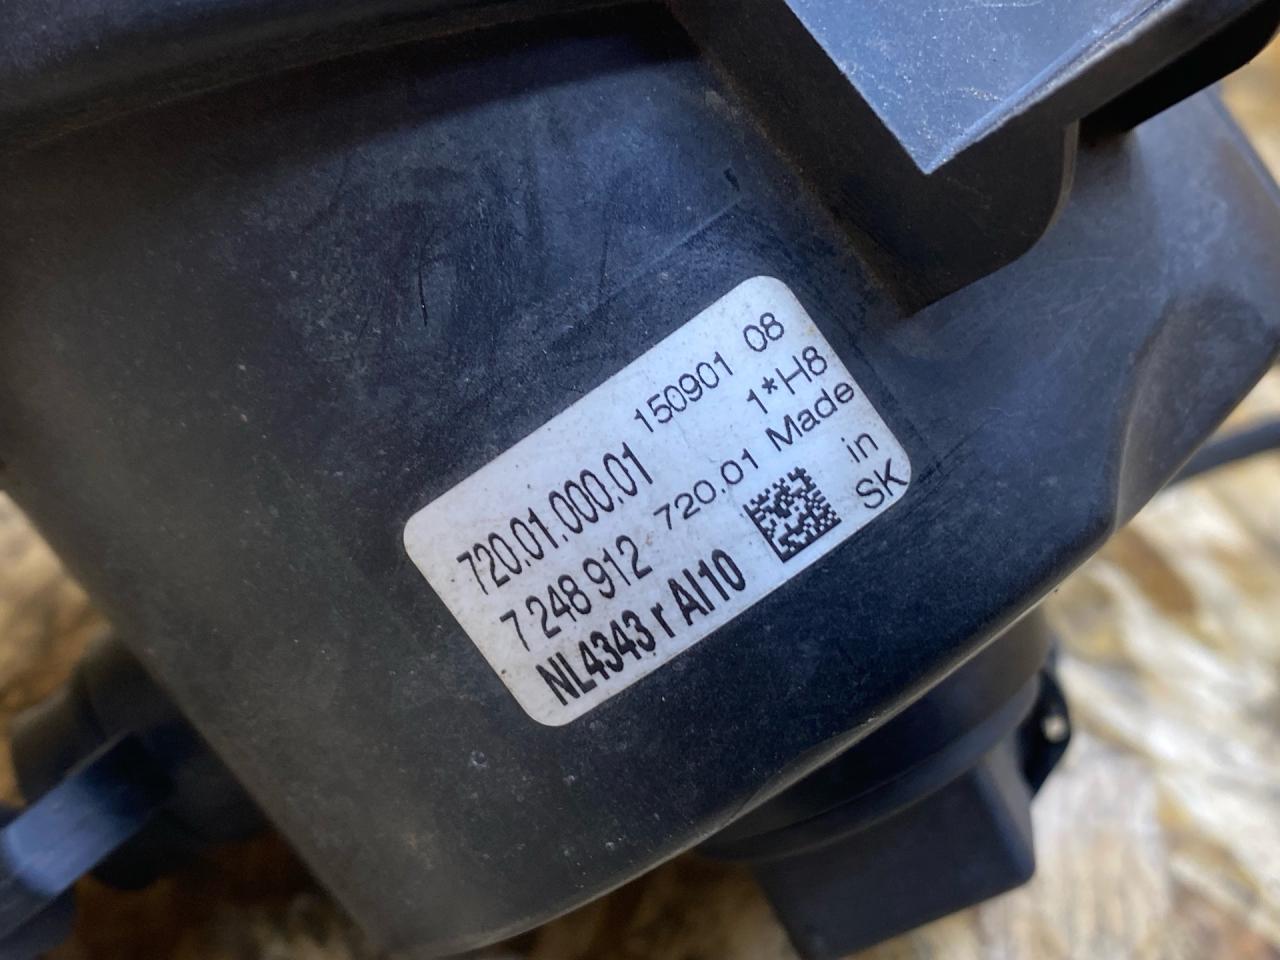 720.01.000.01 150901 08
7 248 912 720.01 1*H8
NL4343 r AI10 Made
in
SK